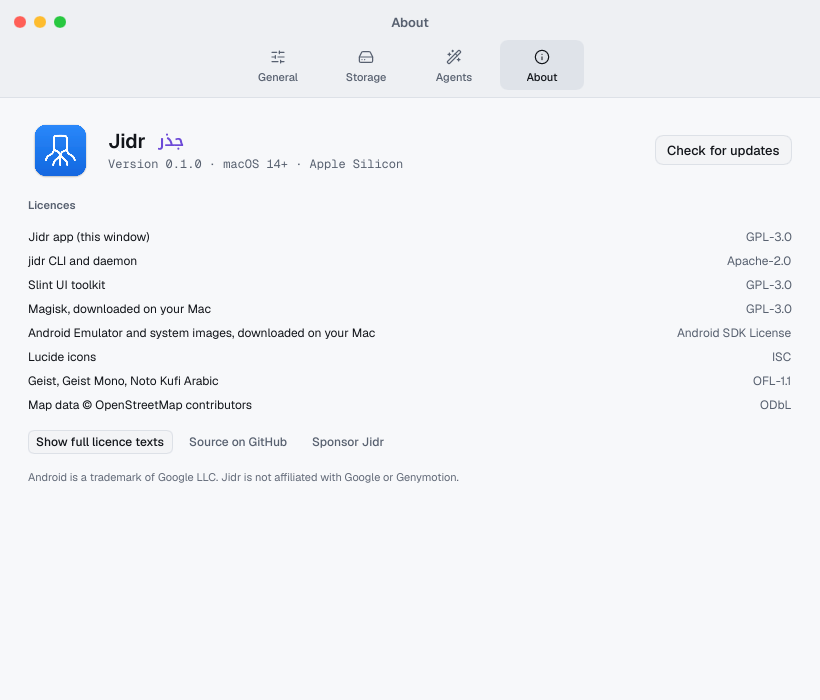 About
General
Storage
Agents
About
Jidr جذر
Version 0.1.0 · macOS 14+ · Apple Silicon
Check for updates
Licences
Jidr app (this window) GPL-3.0
jidr CLI and daemon Apache-2.0
Slint UI toolkit GPL-3.0
Magisk, downloaded on your Mac GPL-3.0
Android Emulator and system images, downloaded on your Mac Android SDK License
Lucide icons ISC
Geist, Geist Mono, Noto Kufi Arabic OFL-1.1
Map data © OpenStreetMap contributors ODbL
Show full licence texts Source on GitHub Sponsor Jidr
Android is a trademark of Google LLC. Jidr is not affiliated with Google or Genymotion.